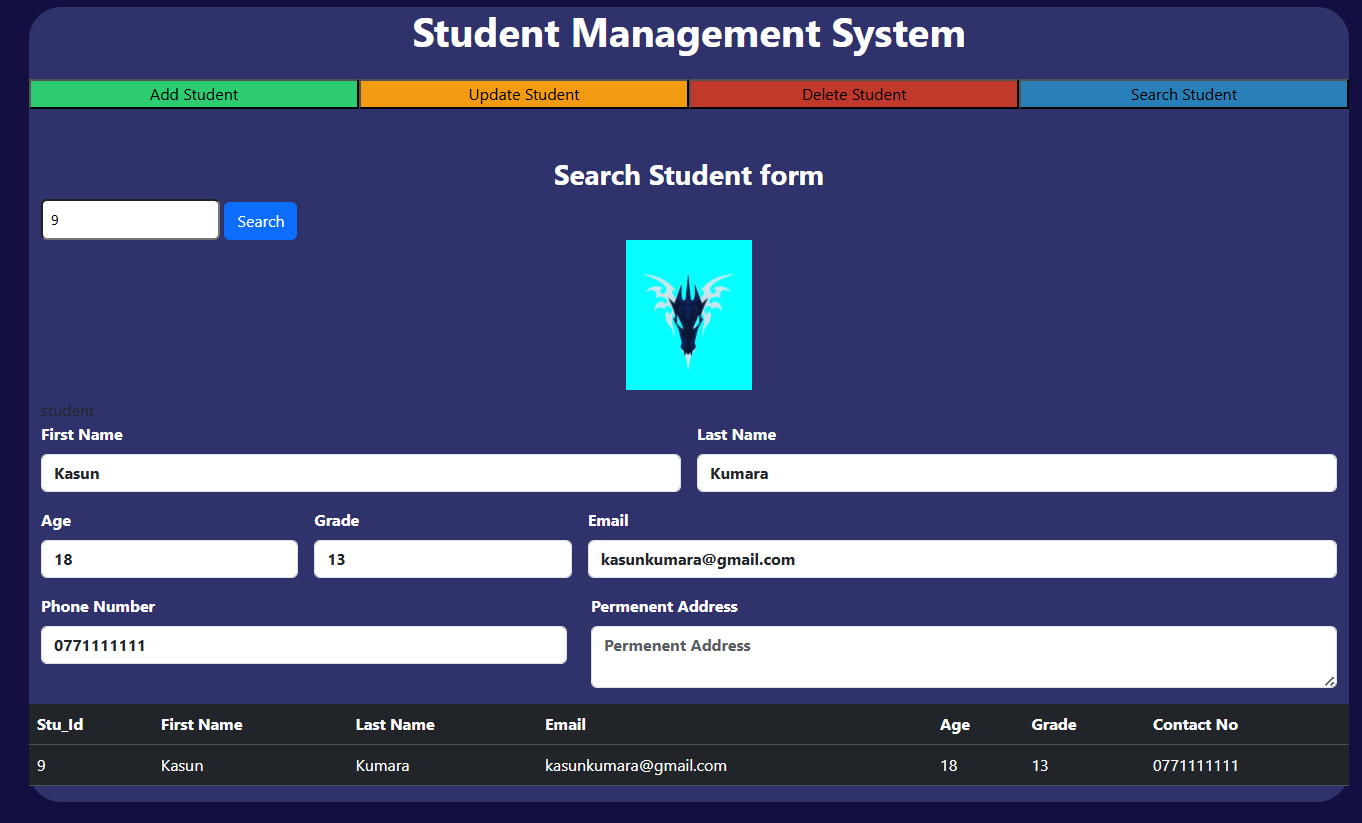 Student Management System
Add Student Update Student Delete Student Search Student
Search Student form
9 Search
student
First Name Last Name
Kasun Kumara
Age Grade Email
18 13 kasunkumara@gmail.com
Phone Number Permenent Address
0771111111 Permenent Address
Stu_Id First Name Last Name Email Age Grade Contact No
9 Kasun Kumara kasunkumara@gmail.com 18 13 0771111111